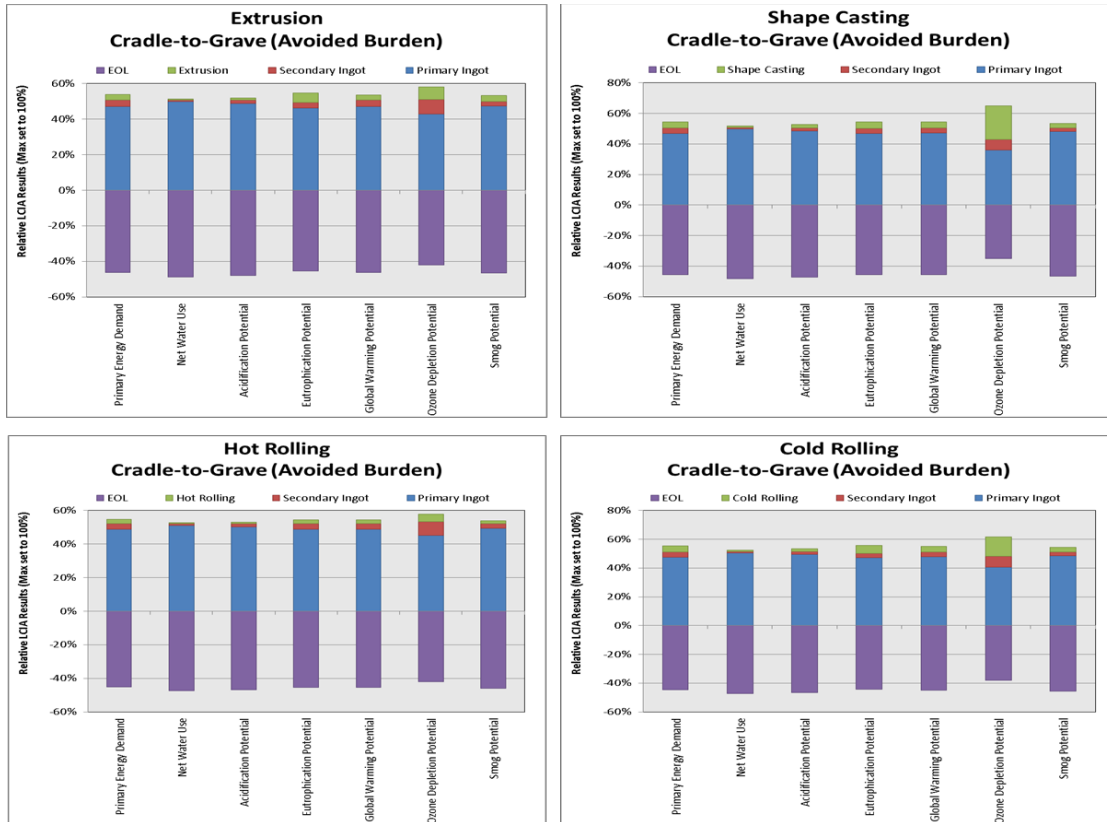 Extrusion
Cradle-to-Grave (Avoided Burden)
EOL Extrusion Secondary Ingot Primary Ingot
Relative LCIA Results (Max set to 100%)
60%
40%
20%
0%
-20%
-40%
-60%
Primary Energy Demand
Net Water Use
Acidification Potential
Eutrophication Potential
Global Warming Potential
Ozone Depletion Potential
Smog Potential
Shape Casting
Cradle-to-Grave (Avoided Burden)
EOL Shape Casting Secondary Ingot Primary Ingot
Relative LCIA Results (Max set to 100%)
80%
60%
40%
20%
0%
-20%
-40%
-60%
Primary Energy Demand
Net Water Use
Acidification Potential
Eutrophication Potential
Global Warming Potential
Ozone Depletion Potential
Smog Potential
Hot Rolling
Cradle-to-Grave (Avoided Burden)
EOL Hot Rolling Secondary Ingot Primary Ingot
Relative LCIA Results (Max set to 100%)
60%
40%
20%
0%
-20%
-40%
-60%
Primary Energy Demand
Net Water Use
Acidification Potential
Eutrophication Potential
Global Warming Potential
Ozone Depletion Potential
Smog Potential
Cold Rolling
Cradle-to-Grave (Avoided Burden)
EOL Cold Rolling Secondary Ingot Primary Ingot
Relative LCIA Results (Max set to 100%)
80%
60%
40%
20%
0%
-20%
-40%
-60%
Primary Energy Demand
Net Water Use
Acidification Potential
Eutrophication Potential
Global Warming Potential
Ozone Depletion Potential
Smog Potential